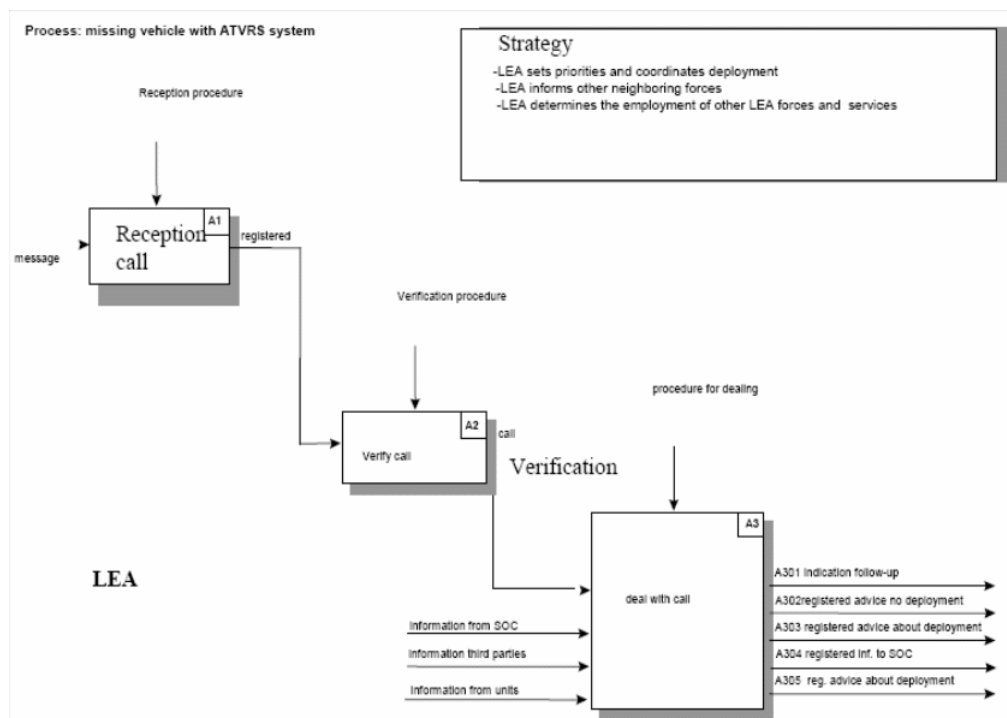 Process: missing vehicle with ATVRS system
Strategy
-LEA sets priorities and coordinates deployment
-LEA informs other neighboring forces
-LEA determines the employment of other LEA forces and services
Reception procedure
A1
Reception
call
registered
message
Verification procedure
A2
Verify call
call
Verification
procedure for dealing
A3
deal with call
LEA
Information from SOC
Information third parties
Information from units
A301 indication follow-up
A302registered advice no deployment
A303 registered advice about deployment
A304 registered inf. to SOC
A305 reg. advice about deployment